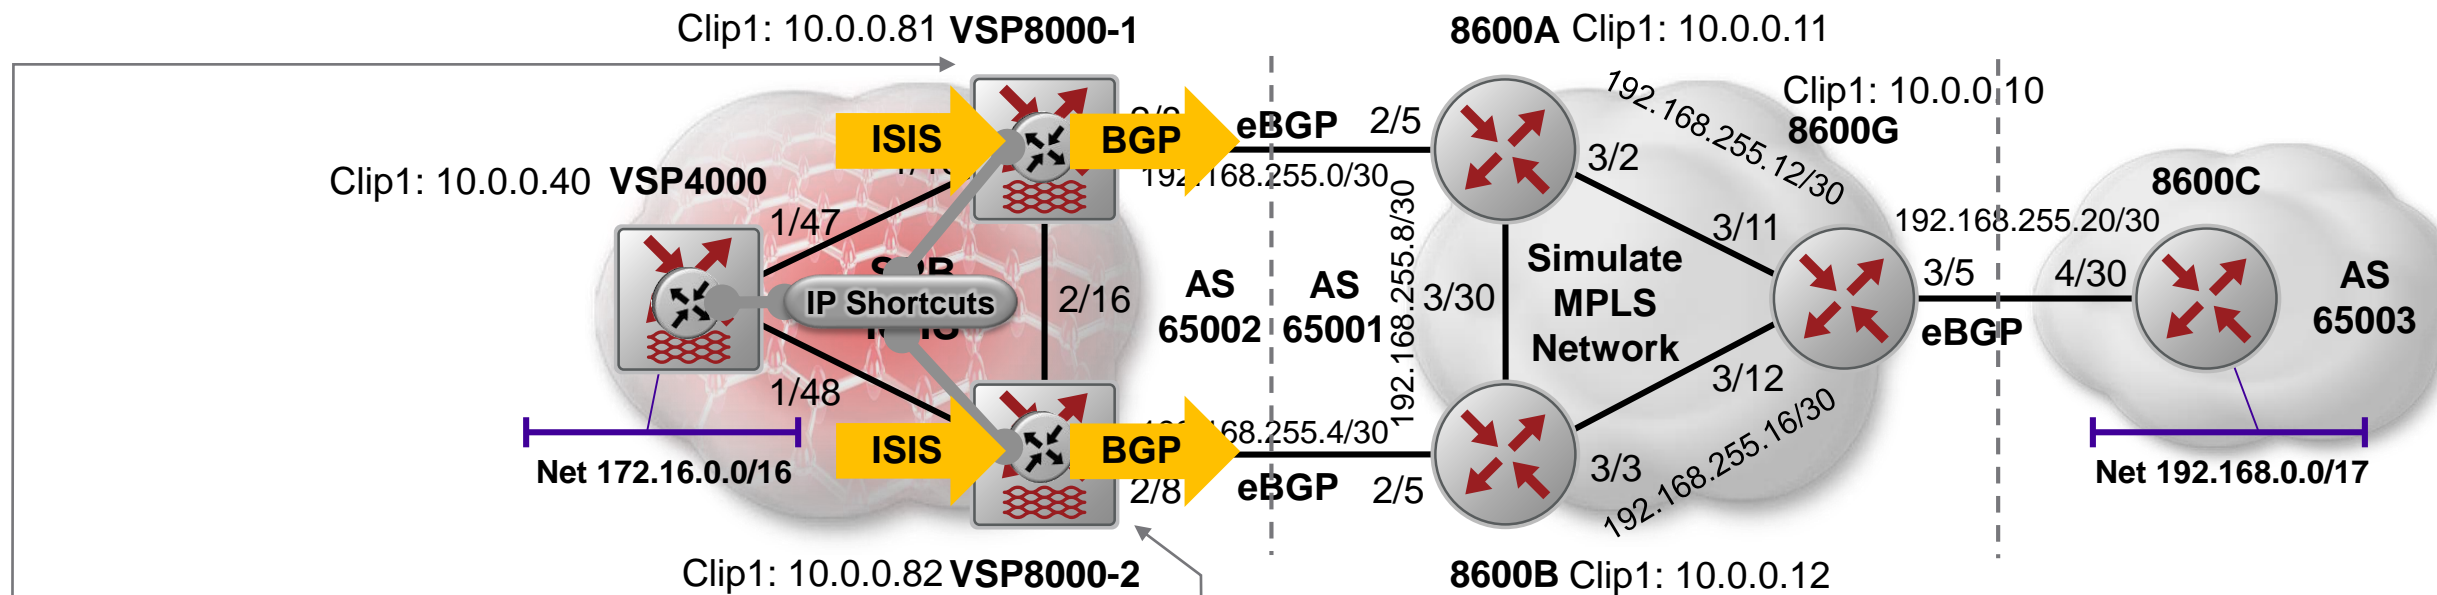 Clip1: 10.0.0.81 VSP8000-1
8600A Clip1: 10.0.0.11
Clip1: 10.0.0.10
8600G
192.168.255.12/30
ISIS
BGP
eBGP
2/5
192.168.255.0/30
3/2
Clip1: 10.0.0.40 VSP4000
1/47
3/11
8600C
192.168.255.20/30
192.168.255.8/30
IP Shortcuts
2/16
AS
65002
AS
65001
3/30
Simulate
MPLS
Network
3/5
4/30
eBGP
AS
65003
1/48
3/12
192.168.255.16/30
ISIS
BGP
168.255.4/30
2/8
eBGP
2/5
3/3
Net 172.16.0.0/16
Net 192.168.0.0/17
Clip1: 10.0.0.82 VSP8000-2
8600B Clip1: 10.0.0.12